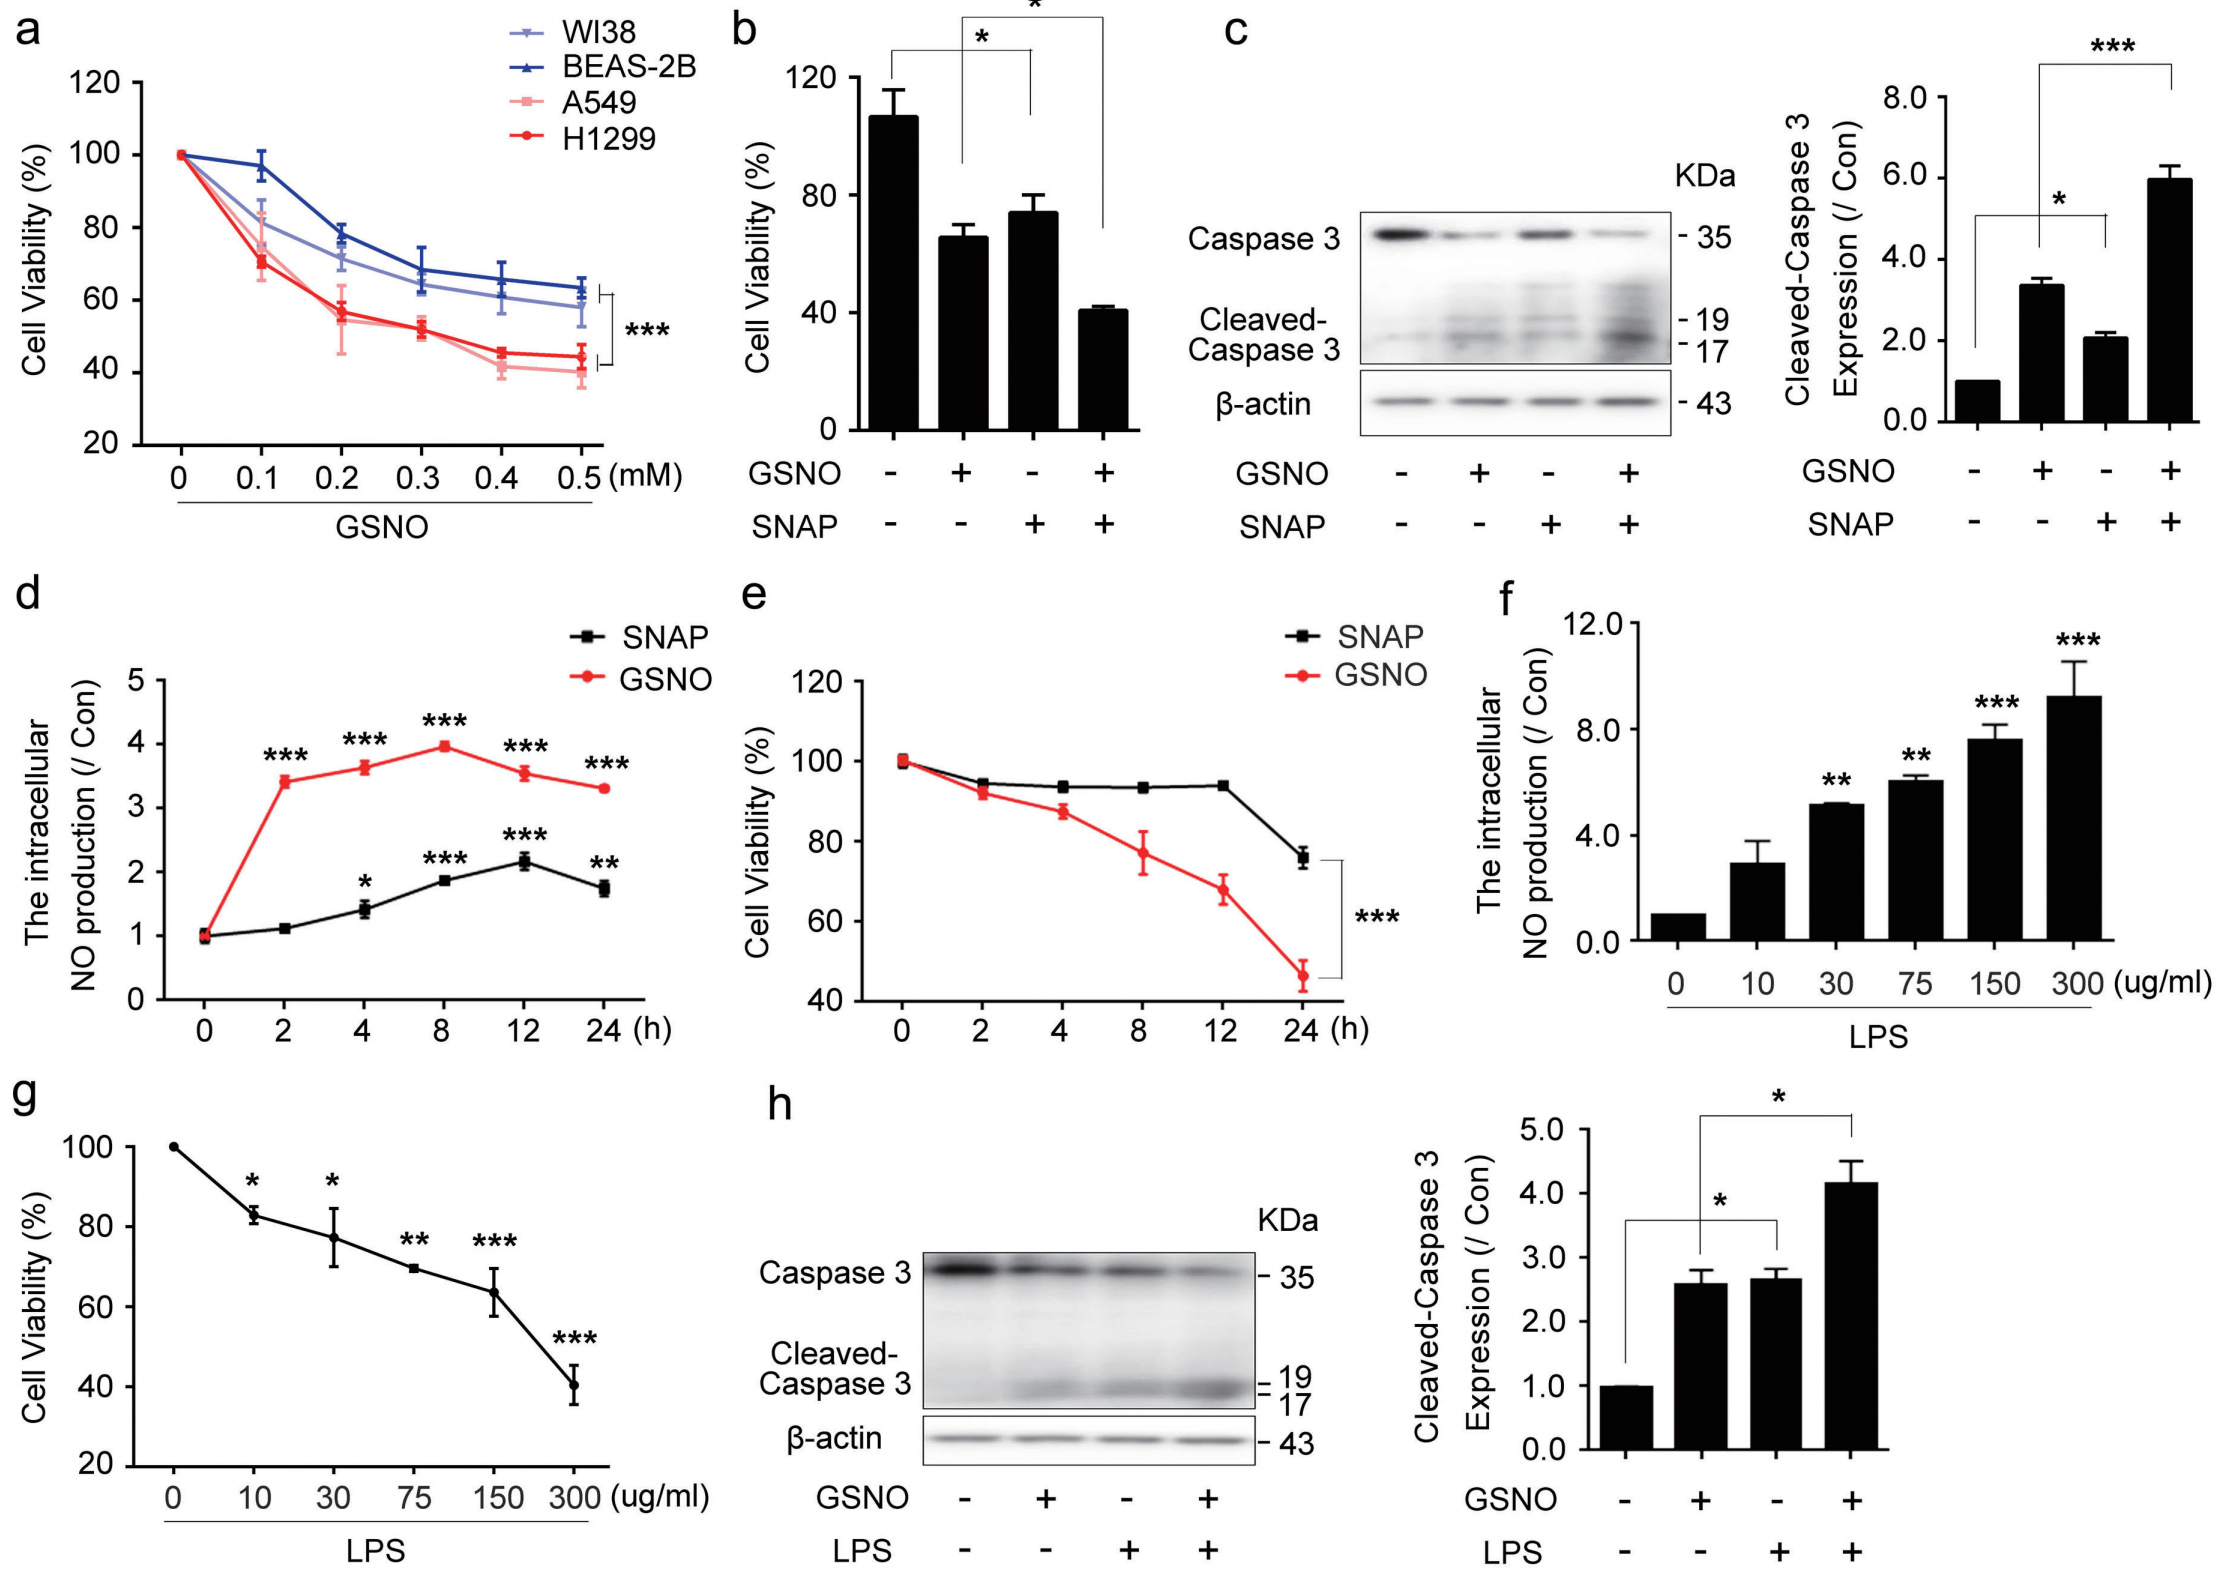 a
WI38
BEAS-2B
A549
H1299
120
100
80
60
40
20
Cell Viability (%)
***
0 0.1 0.2 0.3 0.4 0.5 (mM)
GSNO
b
*
*
120
80
40
0
Cell Viability (%)
GSNO - + - +
SNAP - - + +
c
KDa
Caspase 3
- 35
Cleaved-
Caspase 3
- 19
- 17
β-actin
- 43
GSNO - + - +
SNAP - - + +
***
*
8.0
6.0
4.0
2.0
0.0
Cleaved-Caspase 3
Expression (/ Con)
GSNO - + - +
SNAP - - + +
d
SNAP
GSNO
5
4
3
2
1
0
The intracellular
NO production (/ Con)
*** *** *** *** ***
* *** *** **
0 2 4 8 12 24 (h)
e
SNAP
GSNO
120
100
80
60
40
Cell Viability (%)
***
0 2 4 8 12 24 (h)
f
12.0
8.0
4.0
0.0
The intracellular
NO production (/ Con)
** ** *** ***
0 10 30 75 150 300 (ug/ml)
LPS
g
100
80
60
40
20
Cell Viability (%)
* * ** *** ***
0 10 30 75 150 300 (ug/ml)
LPS
h
KDa
Caspase 3
- 35
Cleaved-
Caspase 3
- 19
- 17
β-actin
- 43
GSNO - + - +
LPS - - + +
*
*
5.0
4.0
3.0
2.0
1.0
0.0
Cleaved-Caspase 3
Expression (/ Con)
GSNO - + - +
LPS - - + +